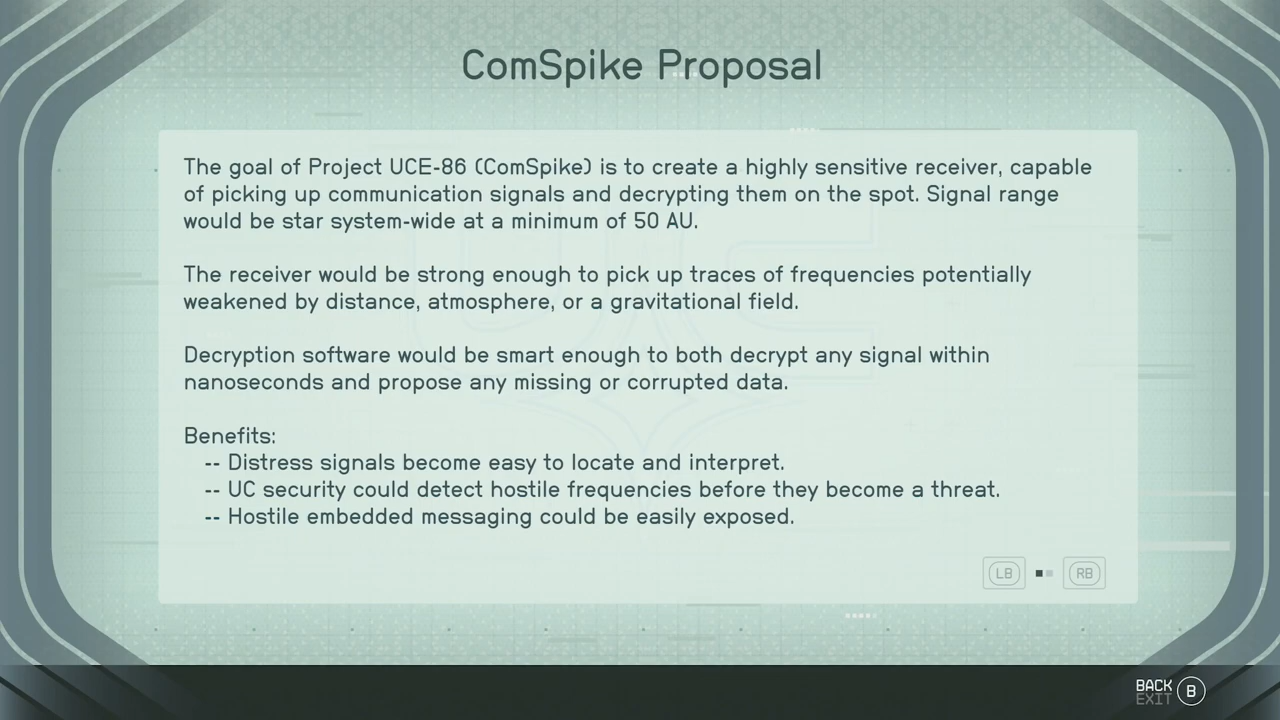 ComSpike Proposal
The goal of Project UCE-86 (ComSpike) is to create a highly sensitive receiver, capable
of picking up communication signals and decrypting them on the spot. Signal range
would be star system-wide at a minimum of 50 AU.
The receiver would be strong enough to pick up traces of frequencies potentially
weakened by distance, atmosphere, or a gravitational field.
Decryption software would be smart enough to both decrypt any signal within
nanoseconds and propose any missing or corrupted data.
Benefits:
-- Distress signals become easy to locate and interpret.
-- UC security could detect hostile frequencies before they become a threat.
-- Hostile embedded messaging could be easily exposed.
LB RB
BACK B
EXIT